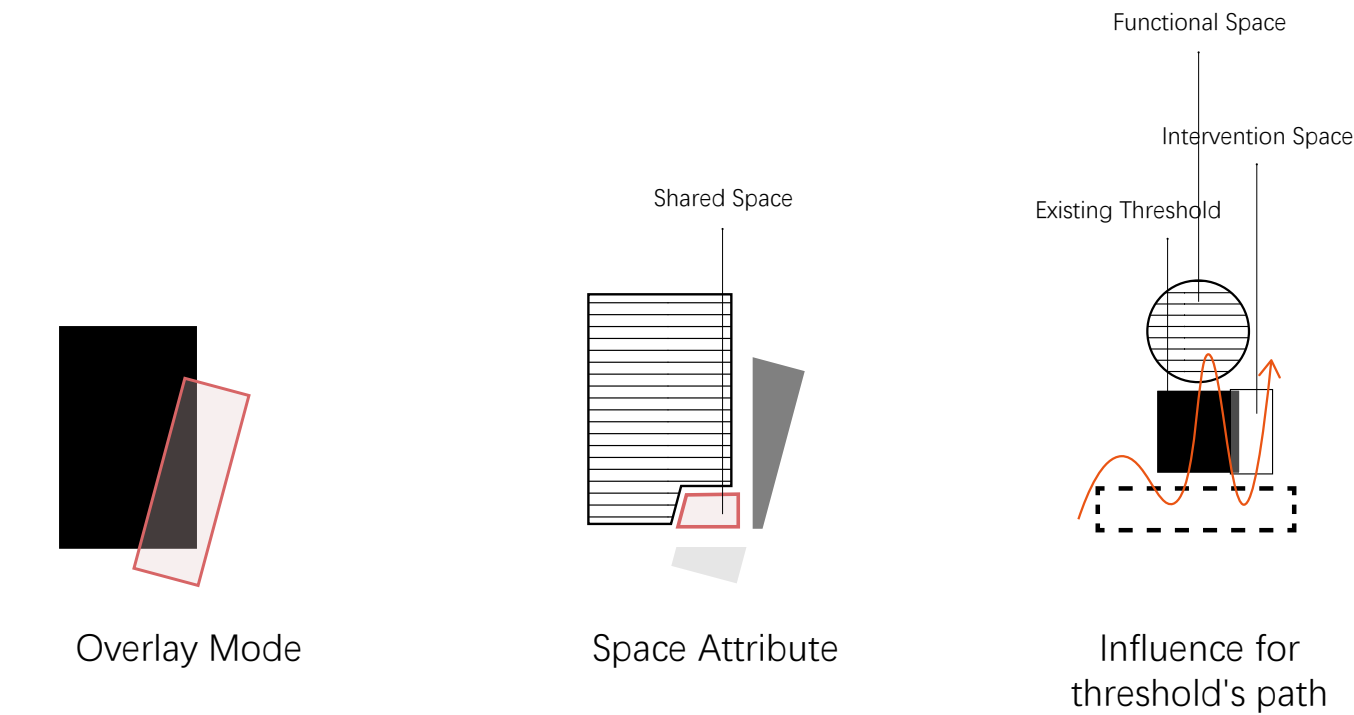 Functional Space
Intervention Space
Shared Space
Existing Threshold
Overlay Mode
Space Attribute
Influence for
threshold's path